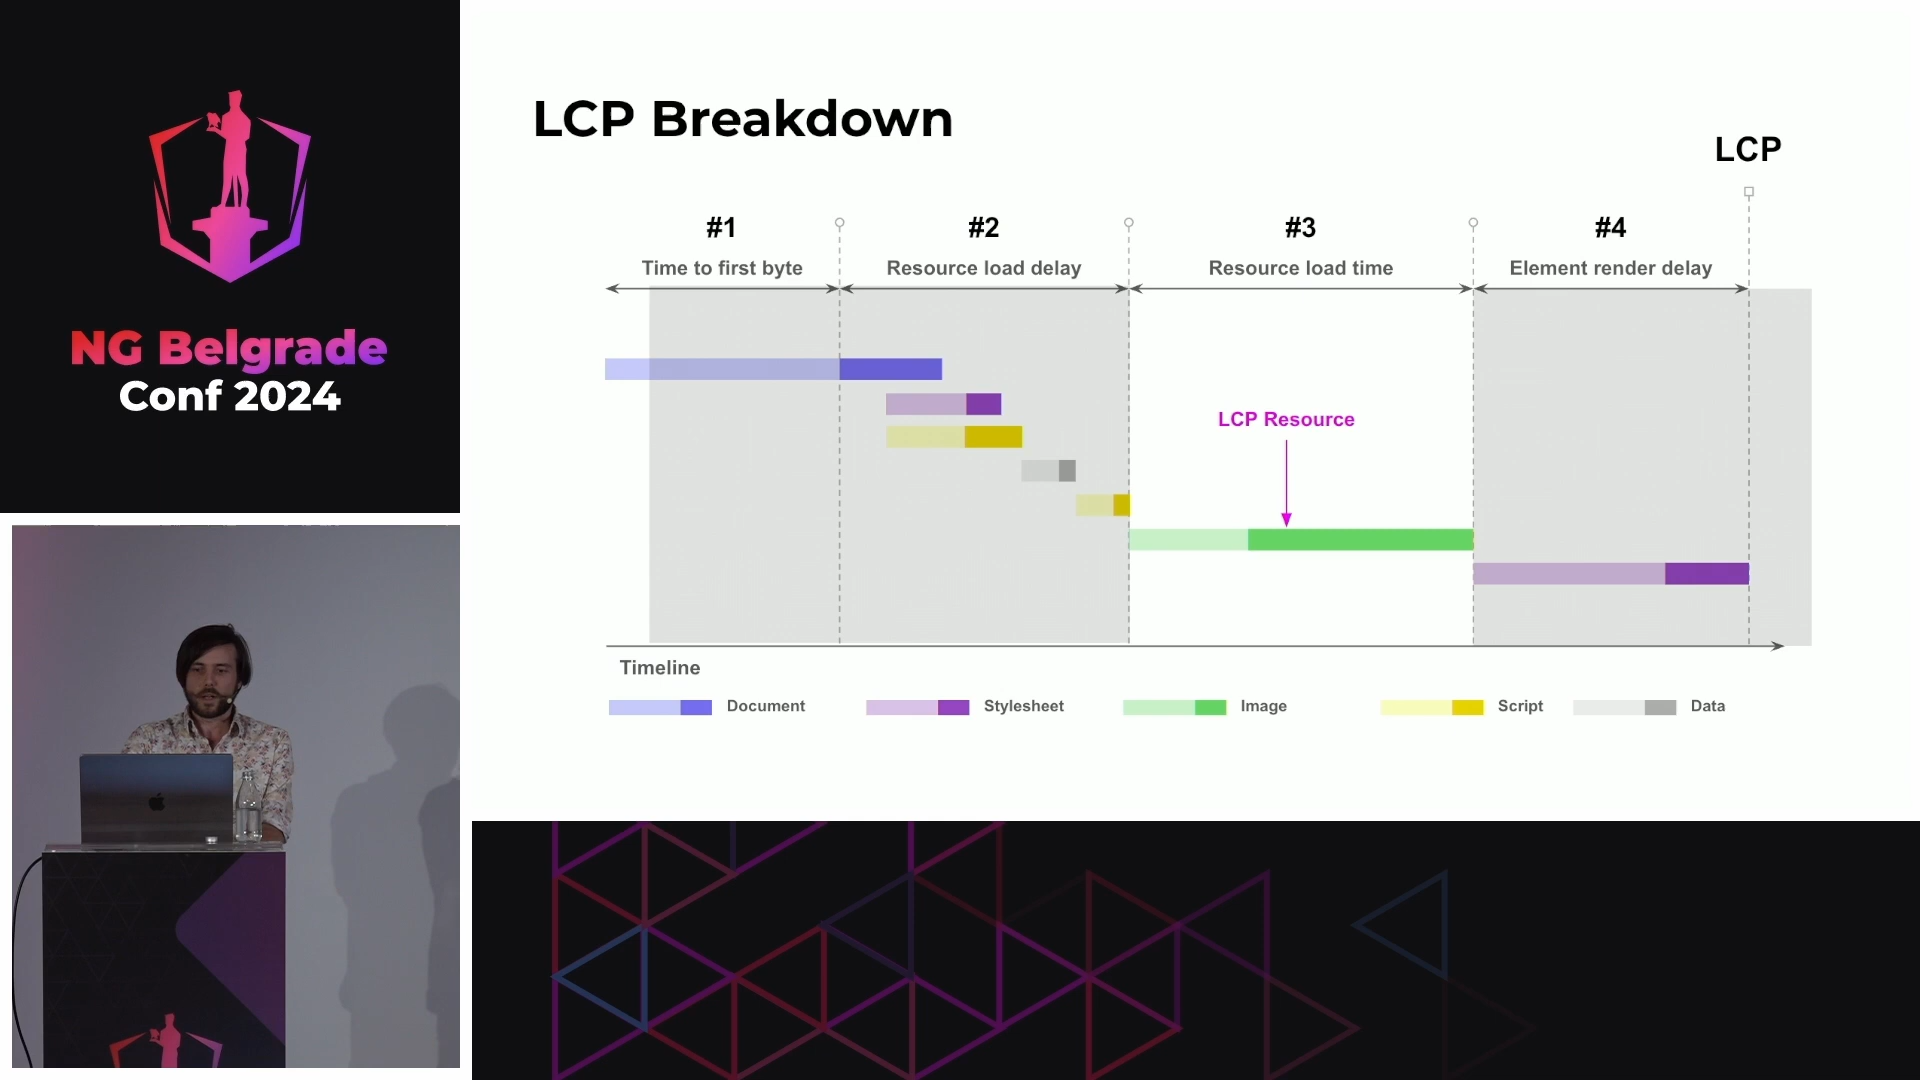 NG Belgrade
Conf 2024
LCP Breakdown
LCP
#1
#2
#3
#4
Time to first byte
Resource load delay
Resource load time
Element render delay
LCP Resource
Timeline
Document
Stylesheet
Image
Script
Data